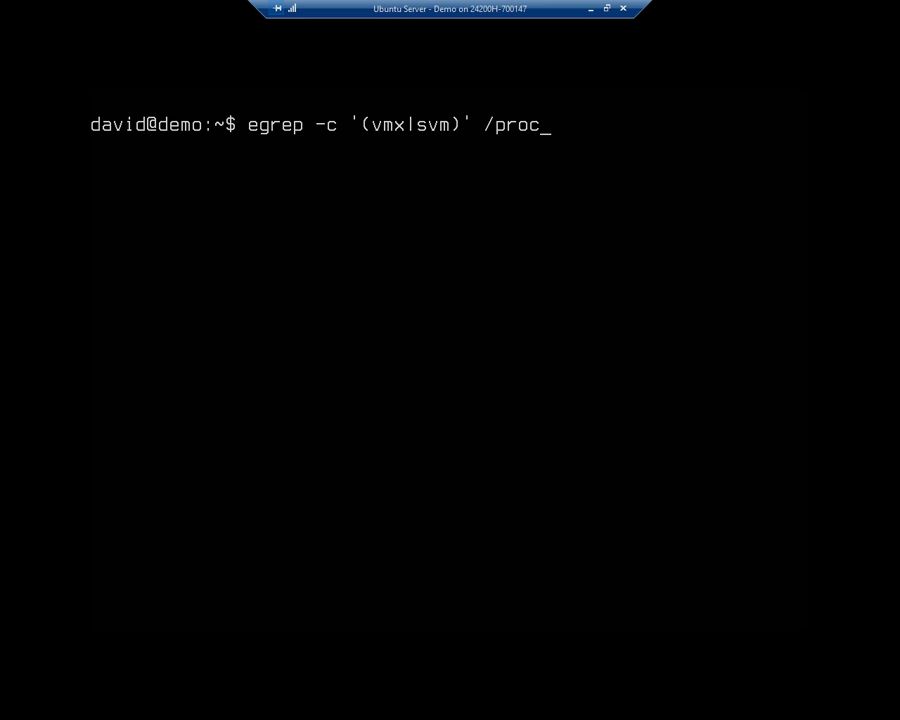 Ubuntu Server - Demo on 24200H-700147
david@demo:~$ egrep -c '(vmx|svm)' /proc_